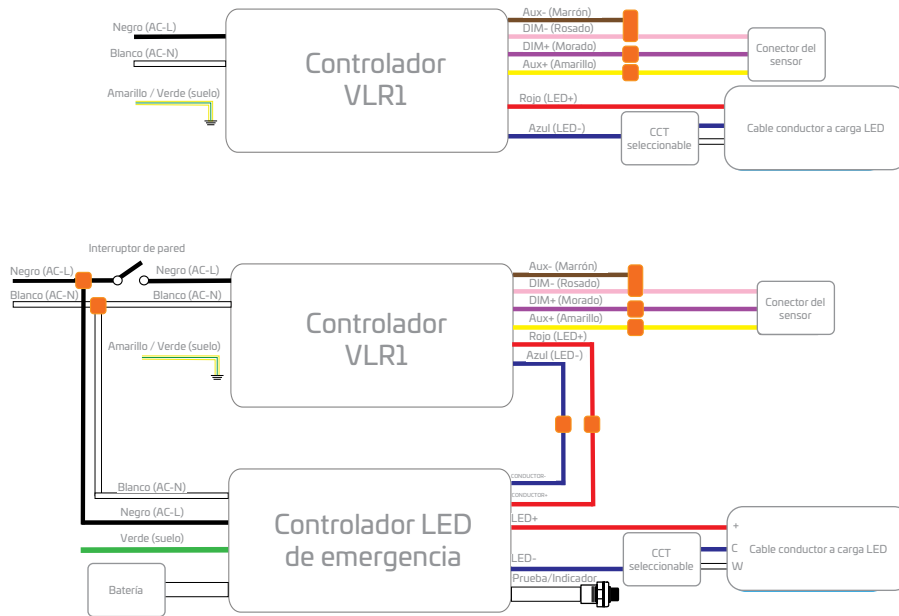 Negro (AC-L)
Blanco (AC-N)
Amarillo / Verde (suelo)
Controlador
VLR1
Aux- (Marrón)
DIM- (Rosado)
DIM+ (Morado)
Aux+ (Amarillo)
Rojo (LED+)
Azul (LED-)
Conector del
sensor
CCT
seleccionable
Cable conductor a carga LED
Interruptor de pared
Negro (AC-L)
Negro (AC-L)
Blanco (AC-N)
Blanco (AC-N)
Amarillo / Verde (suelo)
Controlador
VLR1
Aux- (Marrón)
DIM- (Rosado)
DIM+ (Morado)
Aux+ (Amarillo)
Rojo (LED+)
Azul (LED-)
Conector del
sensor
Blanco (AC-N)
Negro (AC-L)
Verde (suelo)
Batería
Controlador LED
de emergencia
CONDUCTOR-
CONDUCTOR+
LED+
LED-
Prueba/Indicador
CCT
seleccionable
+
C
W
Cable conductor a carga LED